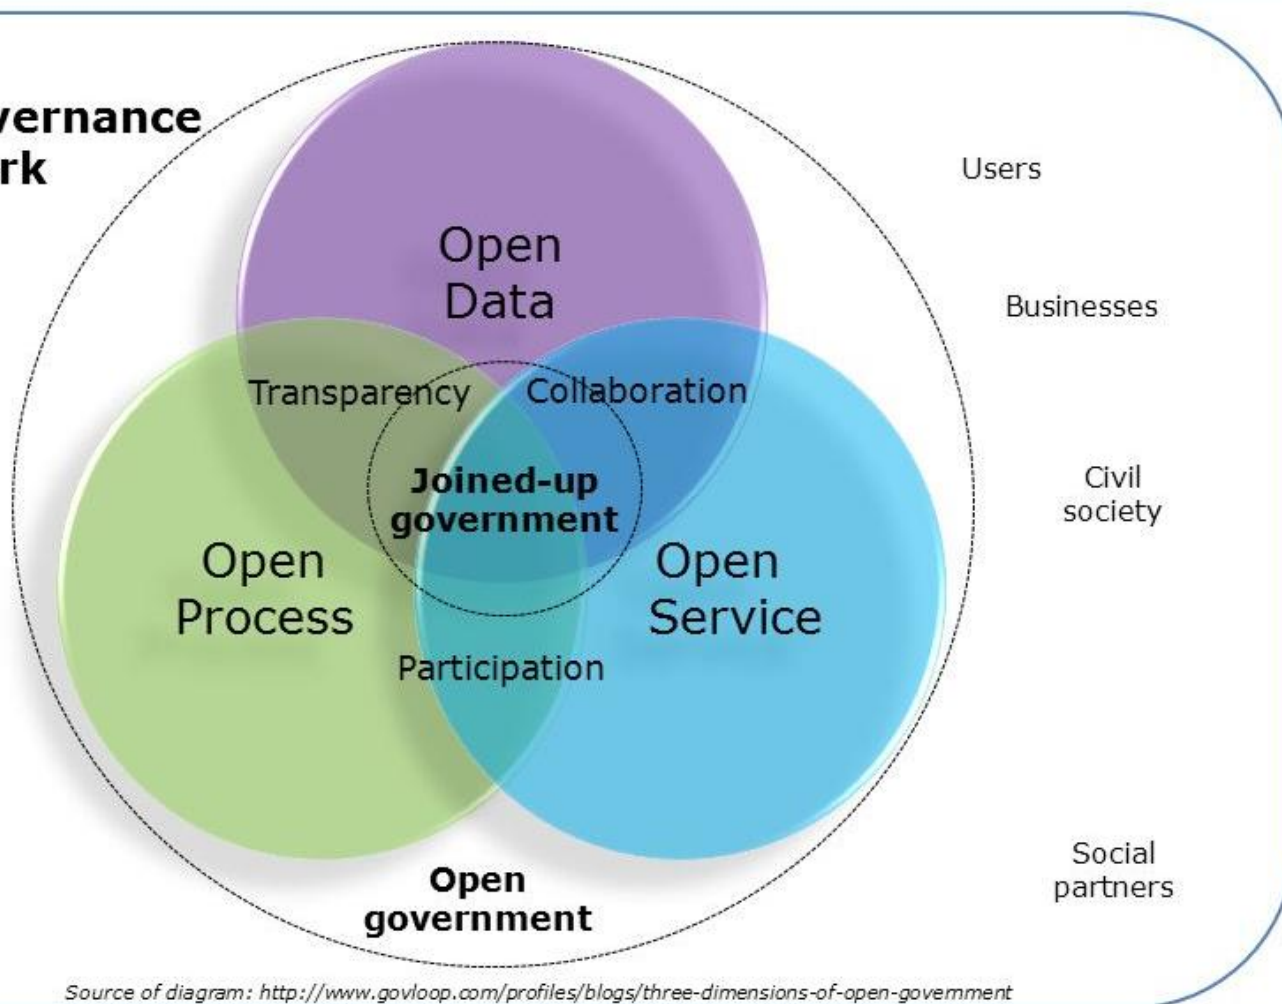 vernance
rk
Users
Open
Data
Businesses
Transparency
Collaboration
Joined-up
government
Civil
society
Open
Process
Open
Service
Participation
Social
partners
Open
government
Source of diagram: http://www.govloop.com/profiles/blogs/three-dimensions-of-open-government